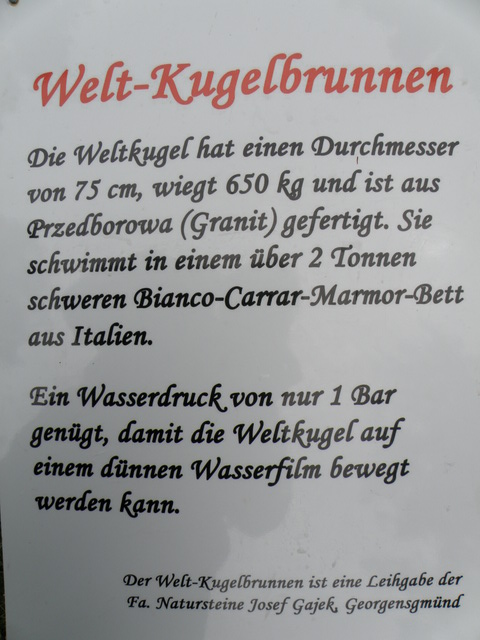 Welt-Kugelbrunnen
Die Weltkugel hat einen Durchmesser
von 75 cm, wiegt 650 kg und ist aus
Przedborowa (Granit) gefertigt. Sie
schwimmt in einem über 2 Tonnen
schweren Bianco-Carrar-Marmor-Bett
aus Italien.
Ein Wasserdruck von nur 1 Bar
genügt, damit die Weltkugel auf
einem dünnen Wasserfilm bewegt
werden kann.
Der Welt-Kugelbrunnen ist eine Leihgabe der
Fa. Natursteine Josef Gajek, Georgensgmünd